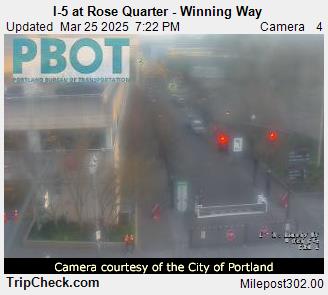 I-5 at Rose Quarter - Winning Way
Updated  Mar 25 2025  7:22 PM
Camera  4
PBOT
PORTLAND BUREAU OF TRANSPORTATION
Camera courtesy of the City of Portland
TripCheck.com
Milepost302.00